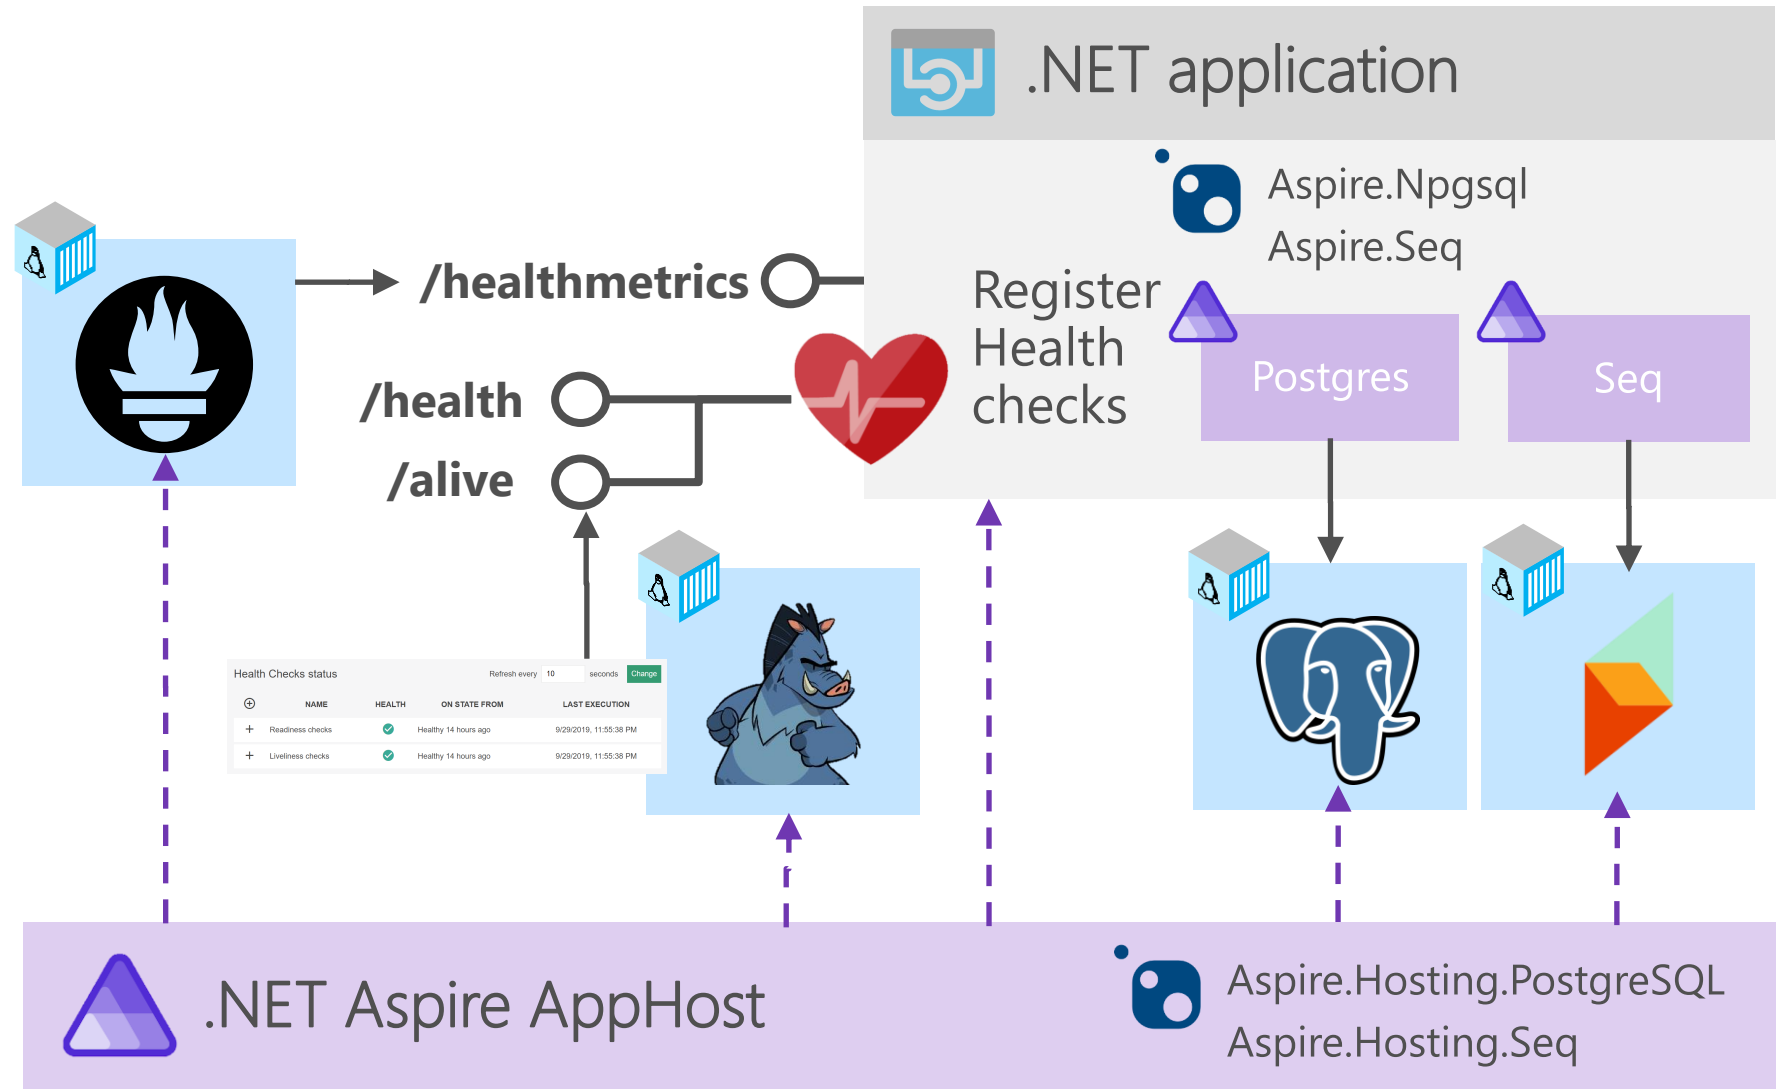 .NET application
Aspire.Npgsql
Aspire.Seq
/healthmetrics
Register
Health
checks
Postgres
Seq
/health
/alive
Health Checks status
Refresh every 10 seconds Change
NAME HEALTH ON STATE FROM LAST EXECUTION
+ Readiness checks Healthy 14 hours ago 9/29/2019, 11:55:38 PM
+ Liveliness checks Healthy 14 hours ago 9/29/2019, 11:55:38 PM
.NET Aspire AppHost
Aspire.Hosting.PostgreSQL
Aspire.Hosting.Seq